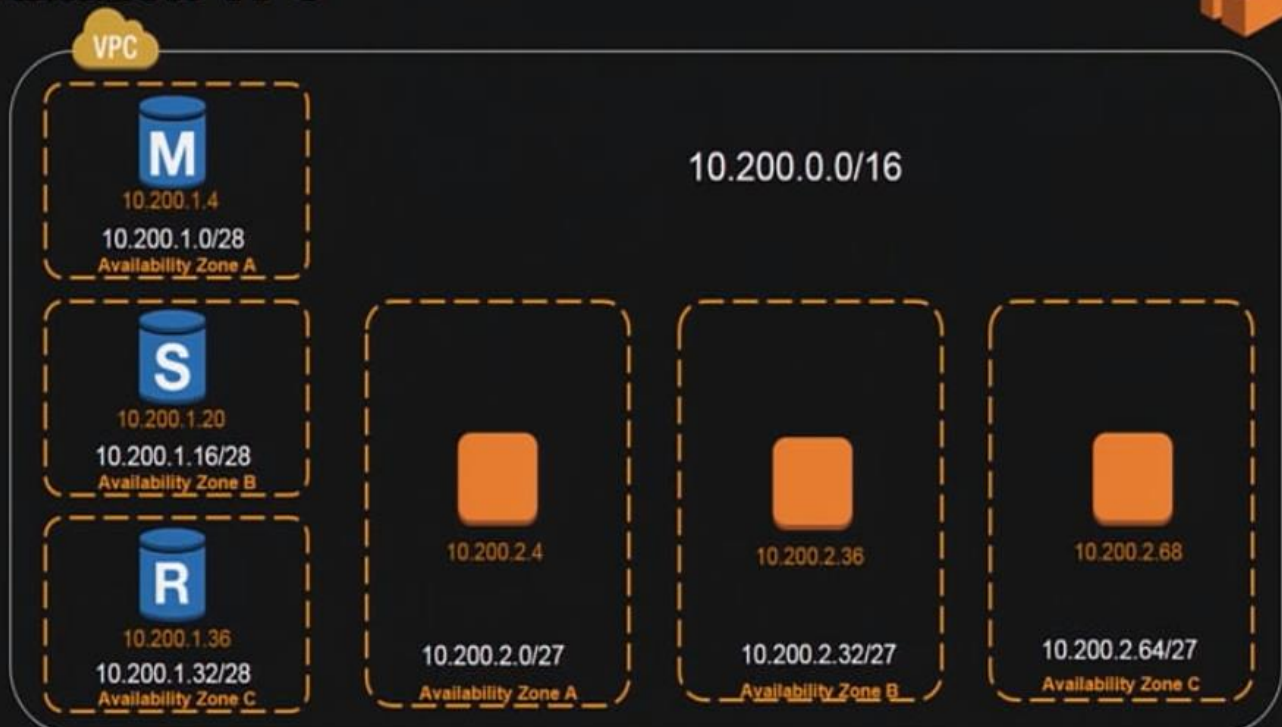 VPC
M
10.200.1.4
10.200.1.0/28
Availability Zone A
10.200.0.0/16
S
10.200.1.20
10.200.1.16/28
Availability Zone B
R
10.200.1.36
10.200.1.32/28
Availability Zone C
10.200.2.4
10.200.2.0/27
Availability Zone A
10.200.2.36
10.200.2.32/27
Availability Zone B
10.200.2.68
10.200.2.64/27
Availability Zone C